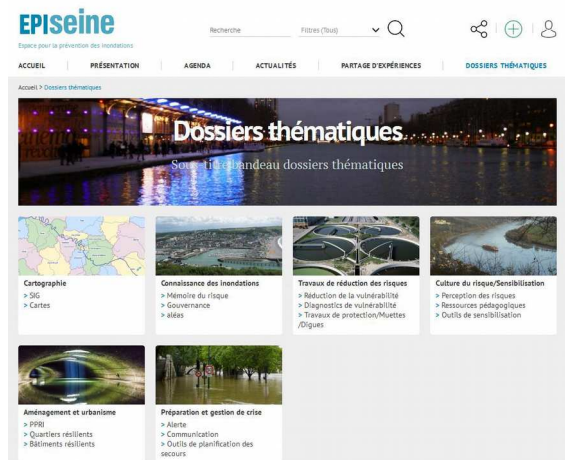 EPISeine
Espace pour la prévention des inondations
Recherche
Filtres (Tous)
ACCUEIL
PRÉSENTATION
AGENDA
ACTUALITÉS
PARTAGE D'EXPÉRIENCES
DOSSIERS THÉMATIQUES
Accueil > Dossiers thématiques
Dossiers thématiques
Sous-titre bandeau dossiers thématiques
Cartographie
> SIG
> Cartes
Connaissance des inondations
> Mémoire du risque
> Gouvernance
> aléas
Travaux de réduction des risques
> Réduction de la vulnérabilité
> Diagnostics de vulnérabilité
> Travaux de protection/Muettes
/Digues
Culture du risque/Sensibilisation
> Perception des risques
> Ressources pédagogiques
> Outils de sensibilisation
Aménagement et urbanisme
> PPRI
> Quartiers résilients
> Bâtiments résilients
Préparation et gestion de crise
> Alerte
> Communication
> Outils de planification des
secours